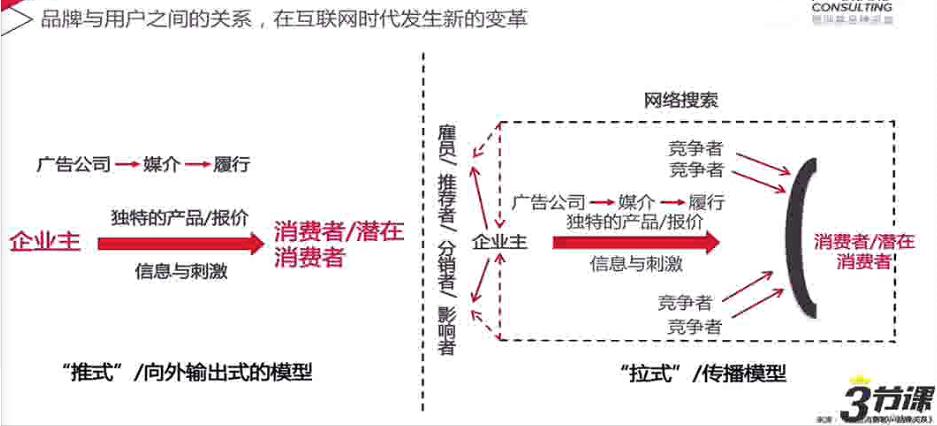 品牌与用户之间的关系，在互联网时代发生新的变革
CONSULTING
广告公司 媒介 履行
独特的产品/报价
企业主
消费者/潜在
消费者
信息与刺激
“推式”/向外输出式的模型
网络搜索
雇员/推荐者/分销者/影响者
竞争者
竞争者
广告公司 媒介 履行
独特的产品/报价
企业主
消费者/潜在
消费者
信息与刺激
竞争者
竞争者
“拉式”/传播模型
3节课
来源：